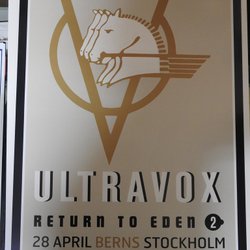 V
ULTRAVOX
RETURN TO EDEN 2
28 APRIL BERNS STOCKHOLM